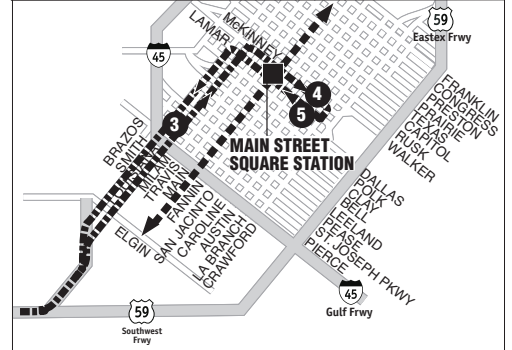 59
Eastex Frwy
McKINNEY
LAMAR
45
4
5
3
MAIN STREET
SQUARE STATION
FRANKLIN
CONGRESS
PRESTON
PRAIRIE
TEXAS
CAPITOL
RUSK
WALKER
BRAZOS
SMITH
LOUISIANA
MILAM
TRAVIS
MAIN
FANNIN
SAN JACINTO
CAROLINE
AUSTIN
LA BRANCH
CRAWFORD
ELGIN
DALLAS
POLK
CLAY
BELL
LEELAND
PEASE
ST. JOSEPH PKWY
PIERCE
45
Gulf Frwy
59
Southwest
Frwy